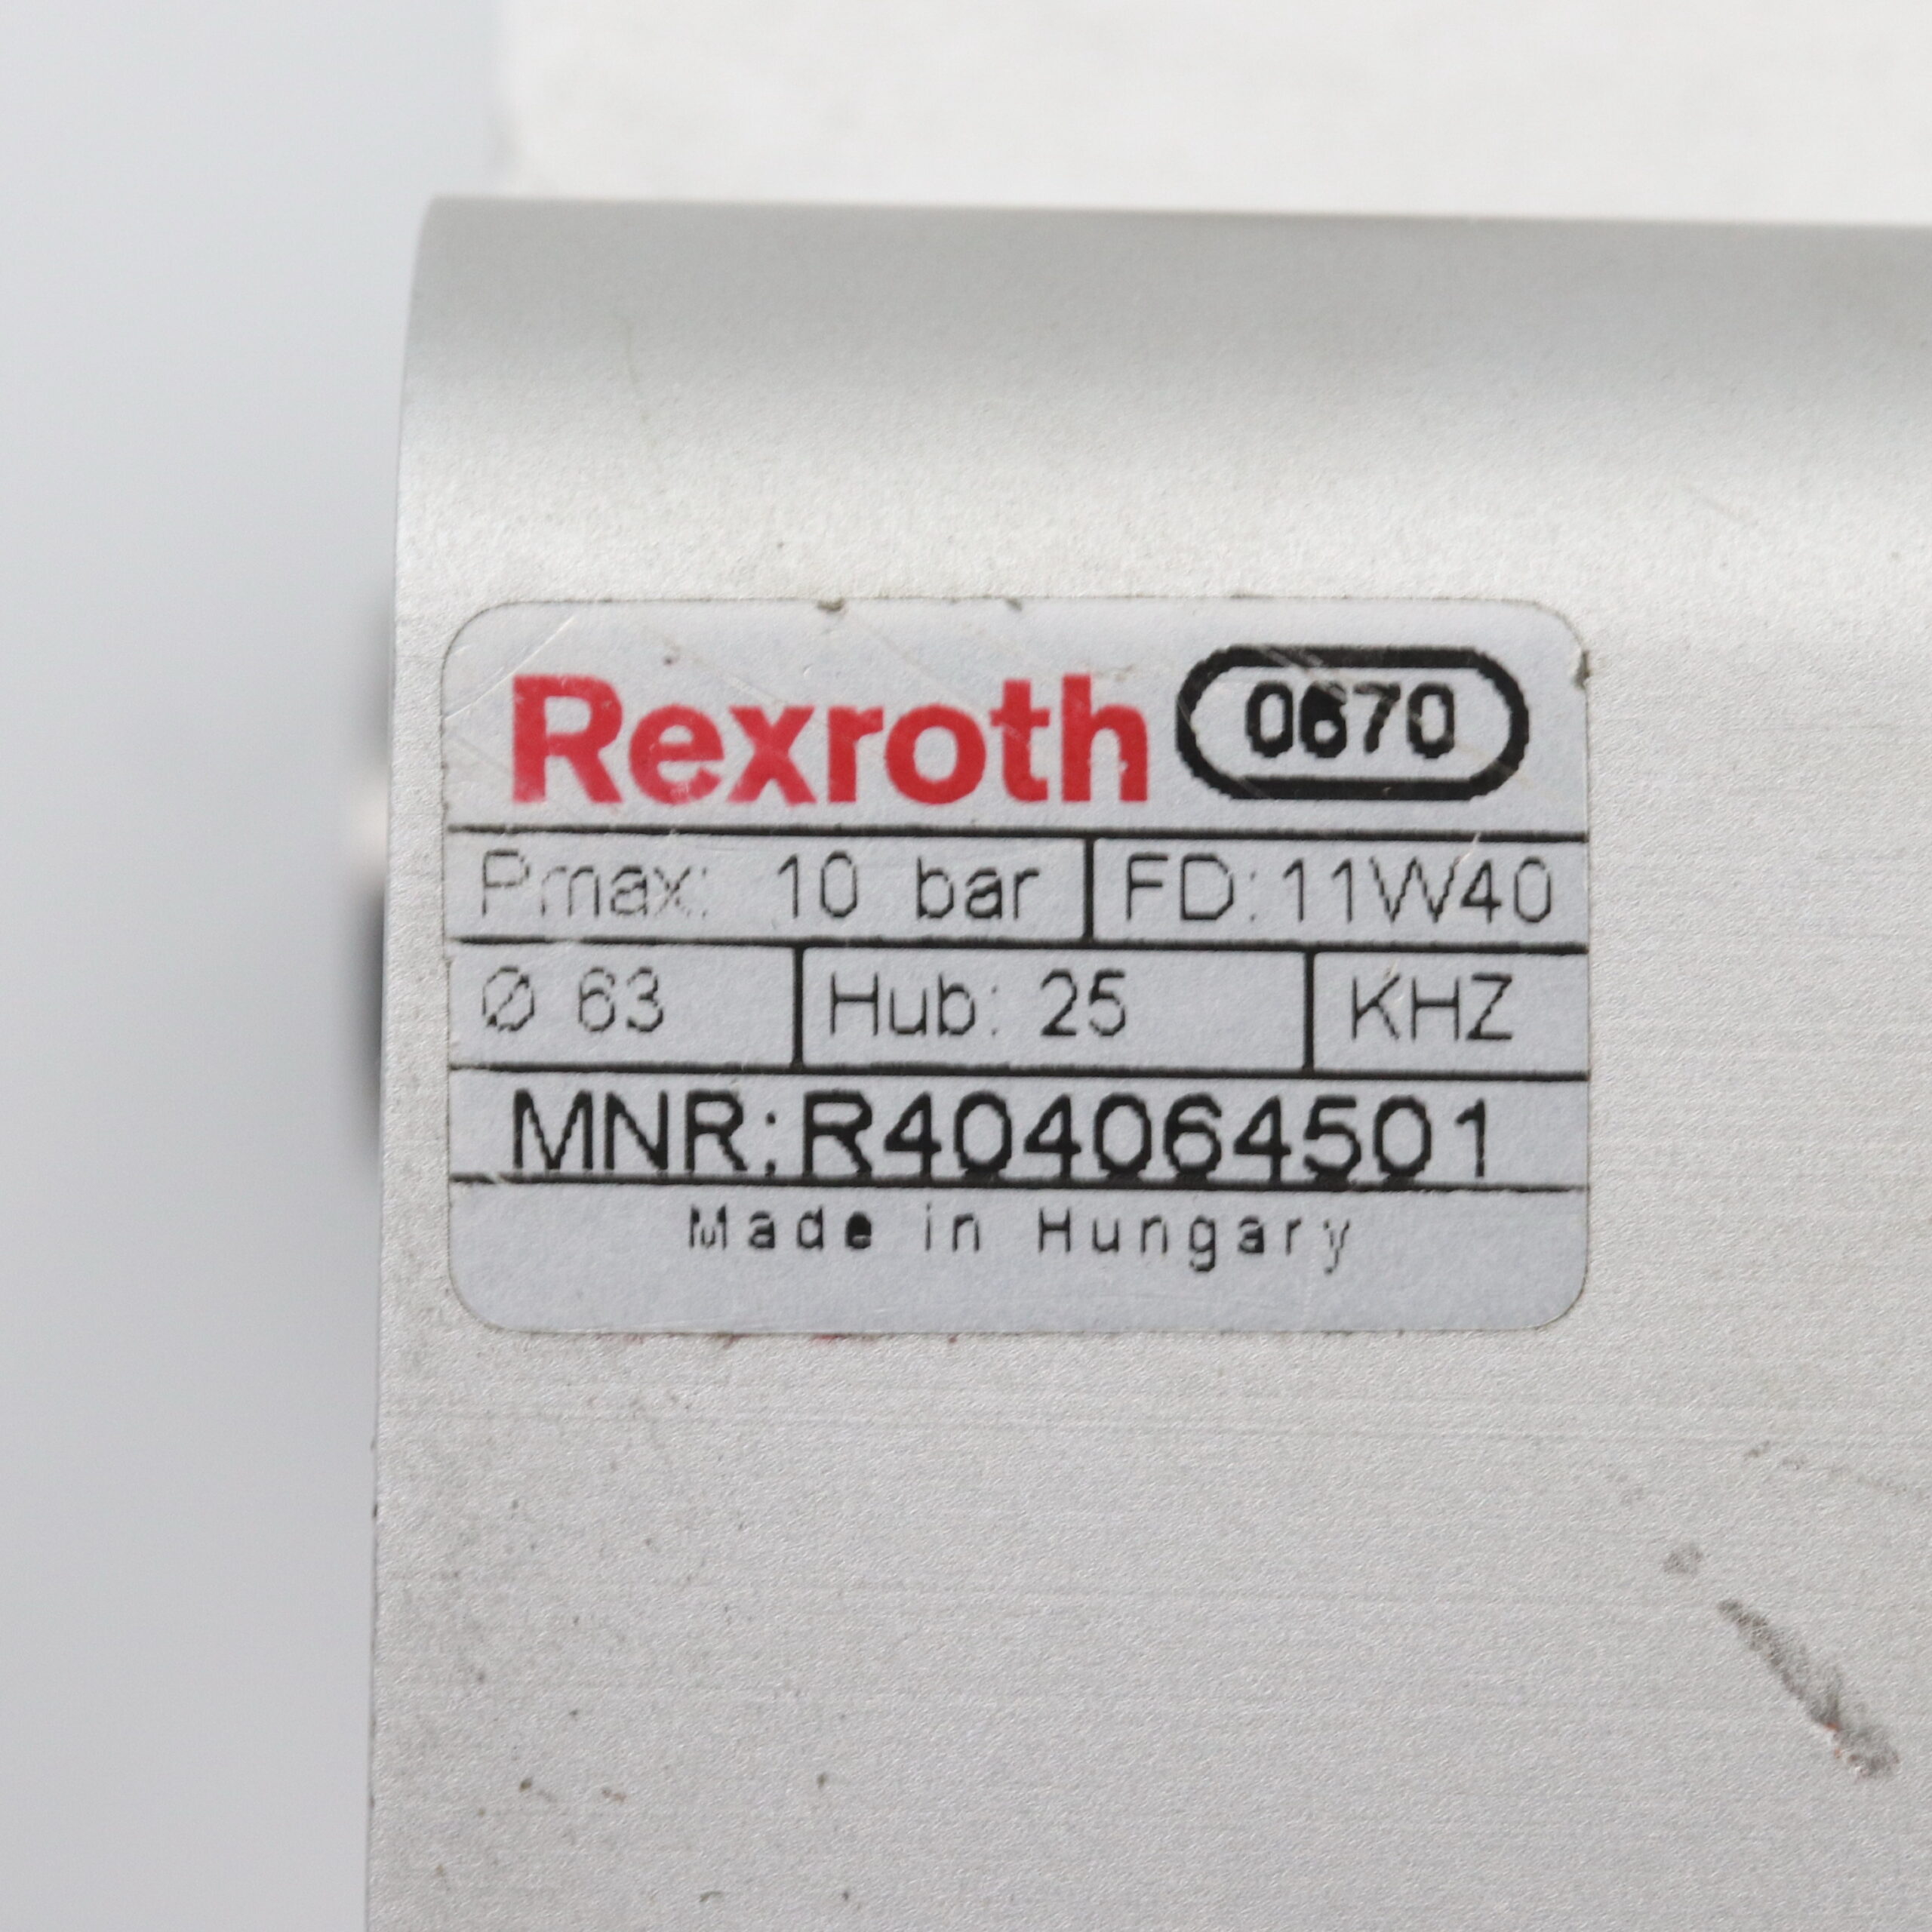 Rexroth 0670
Pmax: 10 bar FD:11W40
Ø 63 Hub: 25 KHZ
MNR:R404064501
Made in Hungary